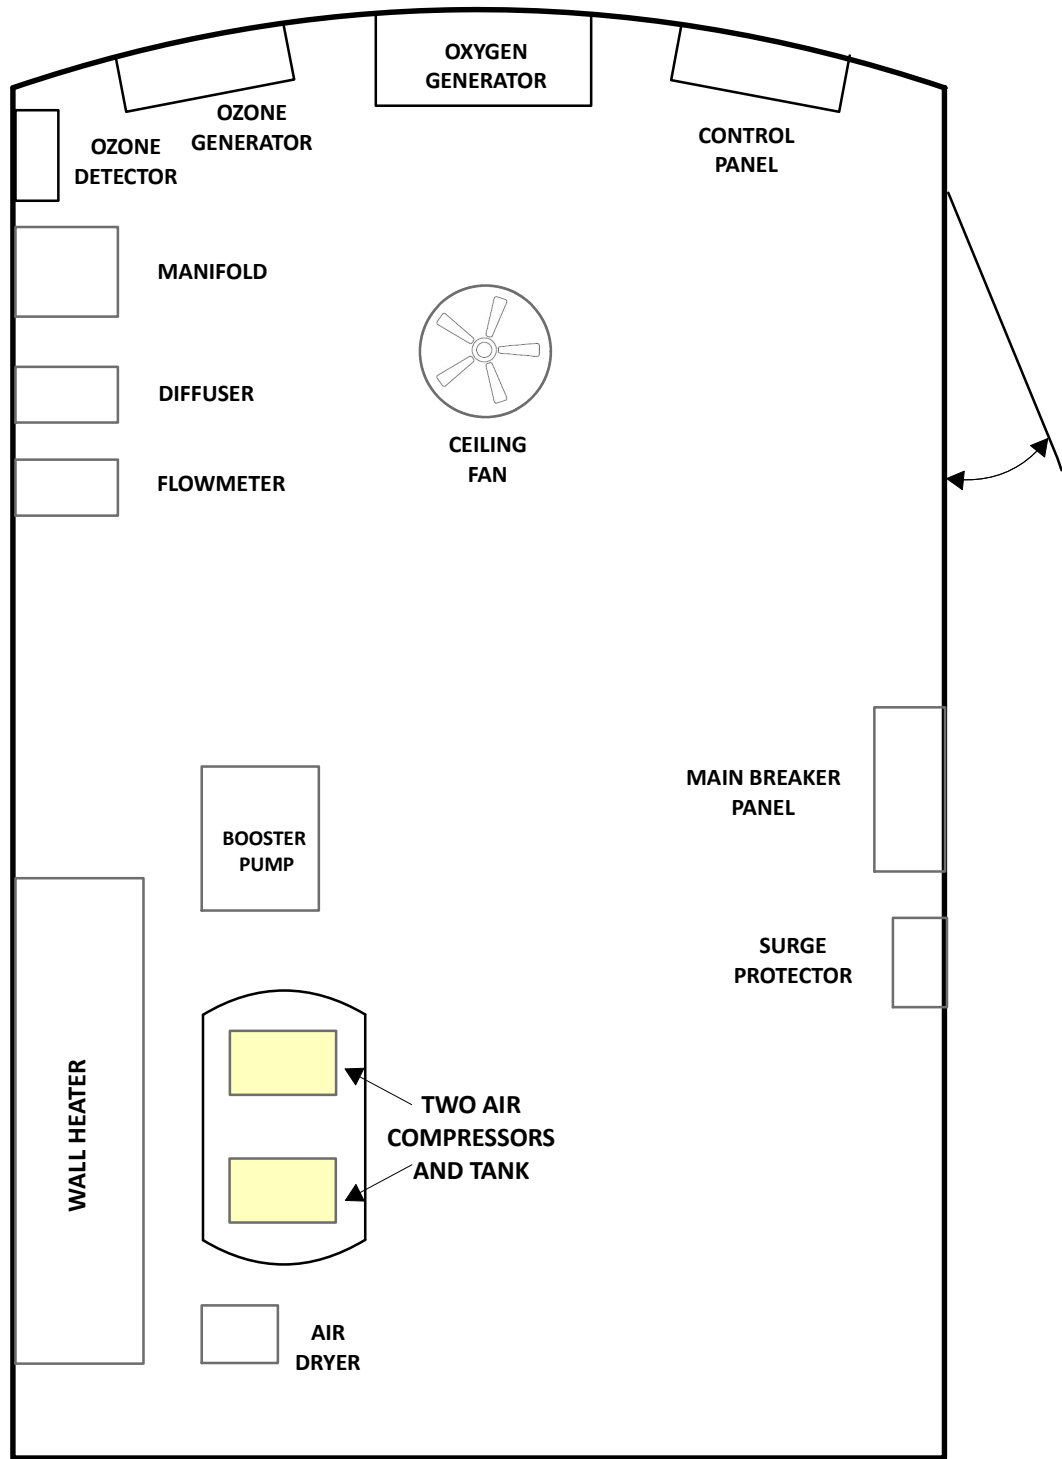 OXYGEN
GENERATOR
OZONE
GENERATOR
CONTROL
PANEL
OZONE
DETECTOR
MANIFOLD
DIFFUSER
CEILING
FAN
FLOWMETER
MAIN BREAKER
PANEL
BOOSTER
PUMP
SURGE
PROTECTOR
WALL HEATER
TWO AIR
COMPRESSORS
AND TANK
AIR
DRYER